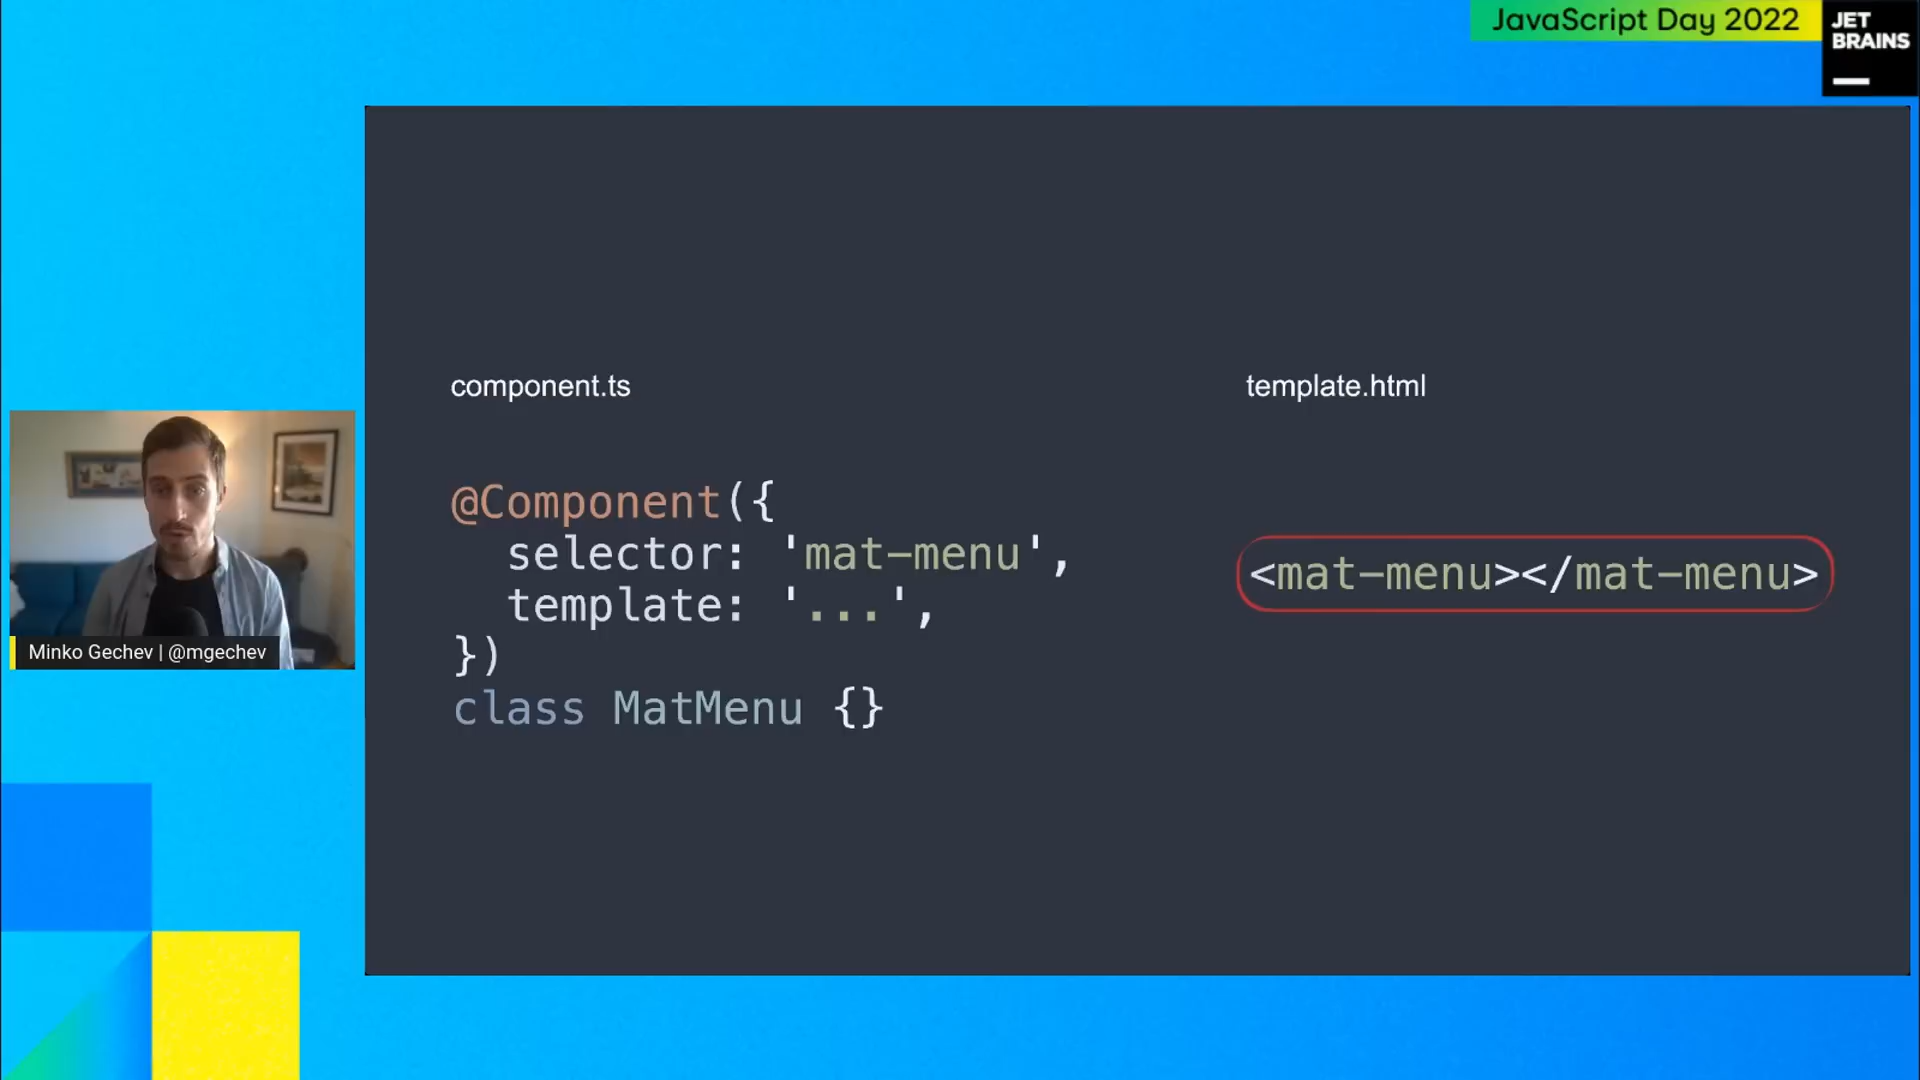 JavaScript Day 2022
JET
BRAINS
component.ts
@Component({
  selector: 'mat-menu',
  template: '...',
})
class MatMenu {}
template.html
<mat-menu></mat-menu>
Minko Gechev | @mgechev